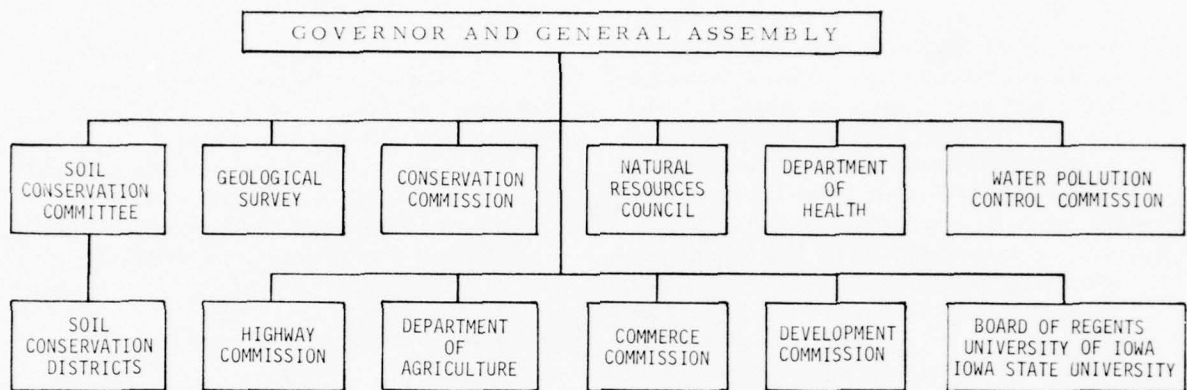 GOVERNOR AND GENERAL ASSEMBLY
SOIL
CONSERVATION
COMMITTEE
GEOLOGICAL
SURVEY
CONSERVATION
COMMISSION
NATURAL
RESOURCES
COUNCIL
DEPARTMENT
OF
HEALTH
WATER POLLUTION
CONTROL COMMISSION
SOIL
CONSERVATION
DISTRICTS
HIGHWAY
COMMISSION
DEPARTMENT
OF
AGRICULTURE
COMMERCE
COMMISSION
DEVELOPMENT
COMMISSION
BOARD OF REGENTS
UNIVERSITY OF IOWA
IOWA STATE UNIVERSITY